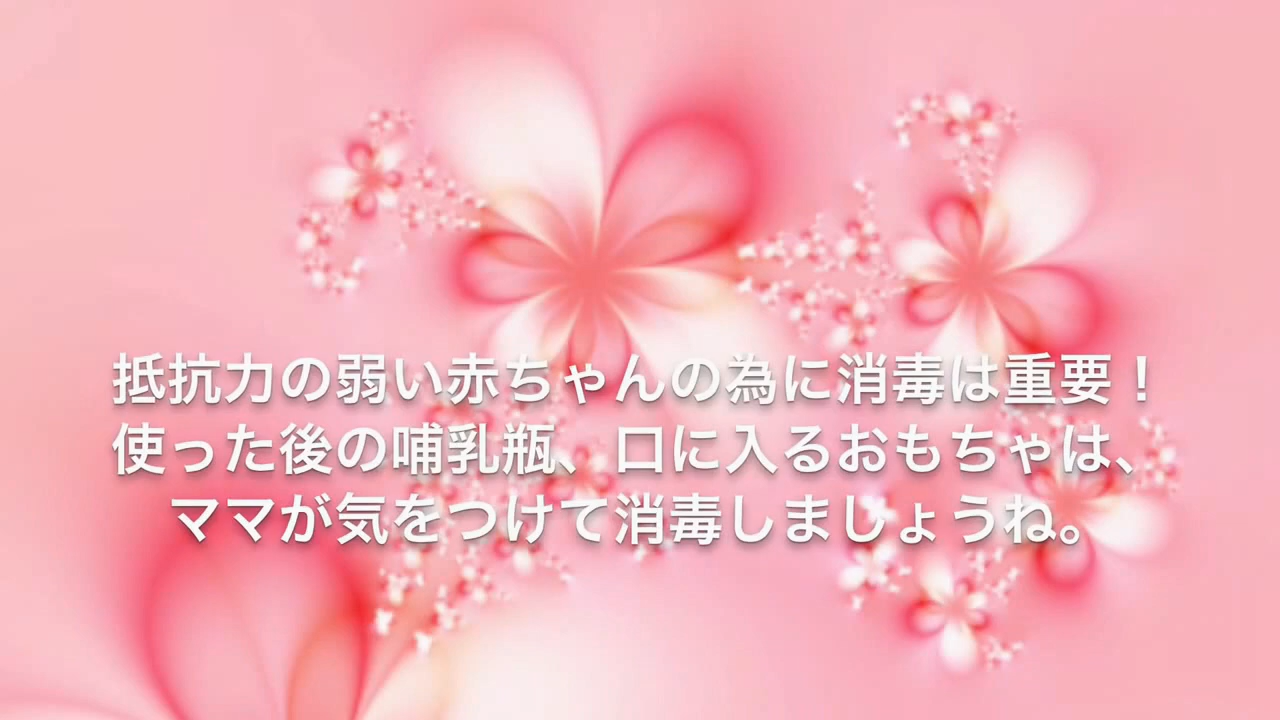 抵抗力の弱い赤ちゃんの為に消毒は重要！
使った後の哺乳瓶、口に入るおもちゃは、
ママが気をつけて消毒しましょうね。